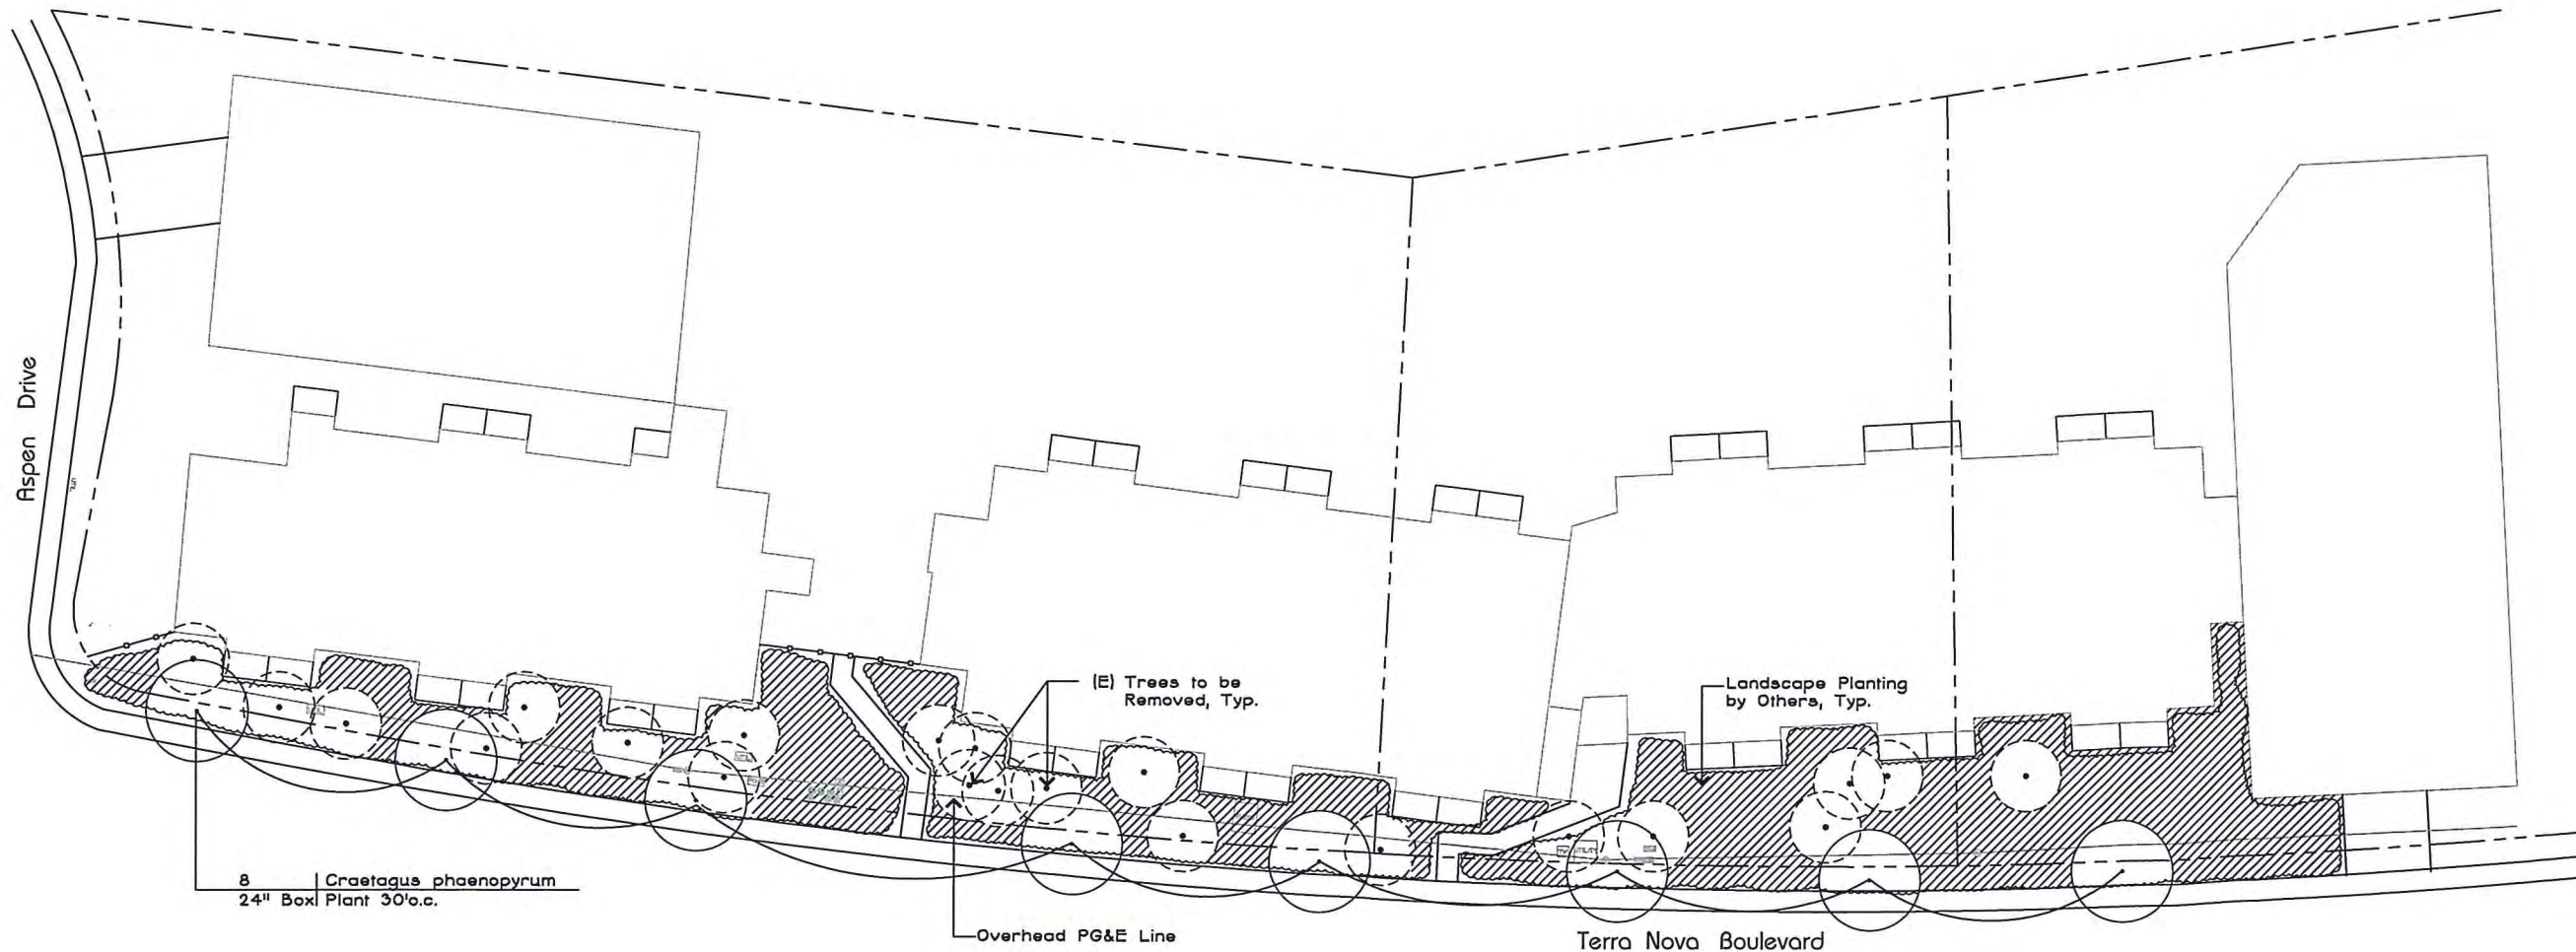 Aspen Drive
(E) Trees to be
Removed, Typ.
Landscape Planting
by Others, Typ.
8 Craetagus phaenopyrum
24" Box Plant 30'o.c.
Overhead PG&E Line
Terra Nova Boulevard